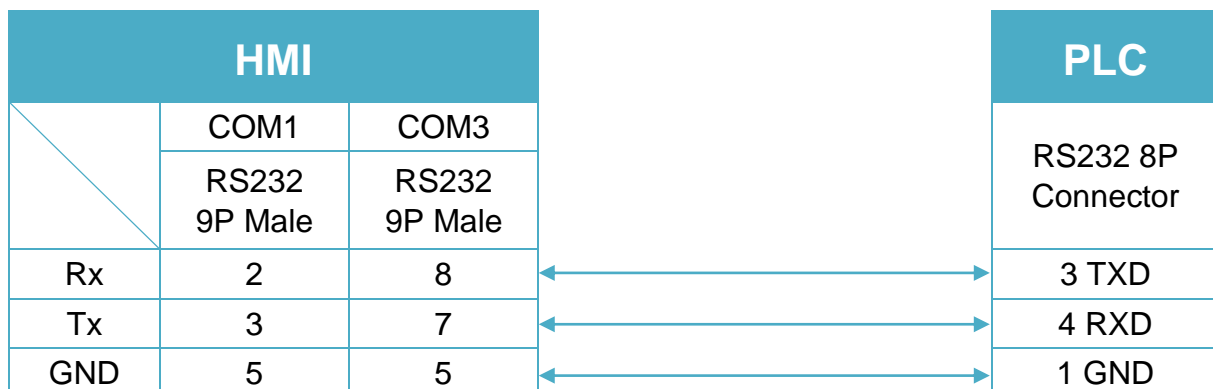 HMI
PLC
COM1 COM3
RS232 8P
Connector
RS232
9P Male
RS232
9P Male
Rx 2 8 3 TXD
Tx 3 7 4 RXD
GND 5 5 1 GND